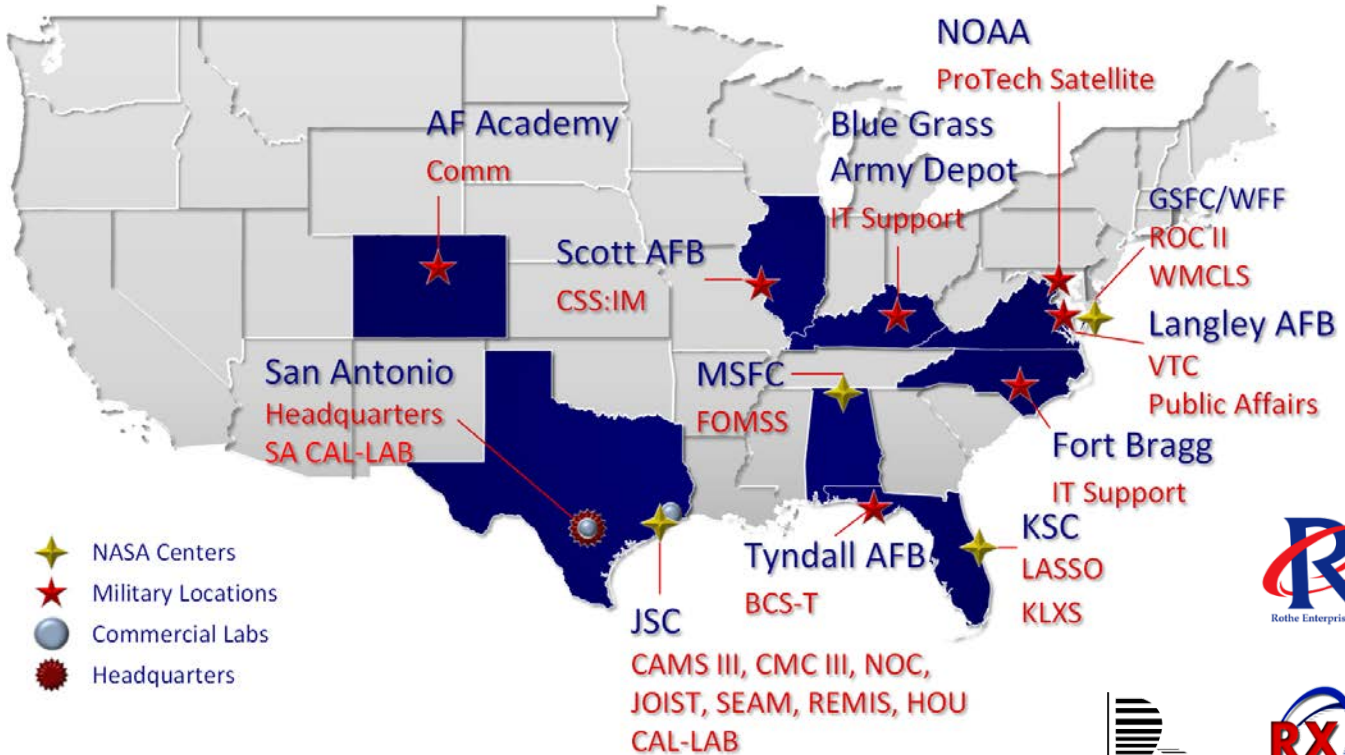 NOAA
ProTech Satellite
AF Academy
Comm
Blue Grass
Army Depot
IT Support
GSFC/WFF
ROC II
WMCLS
Scott AFB
CSS:IM
Langley AFB
VTC
Public Affairs
San Antonio
Headquarters
SA CAL-LAB
MSFC
FOMSS
Fort Bragg
IT Support
Tyndall AFB
BCS-T
KSC
LASSO
KLXS
JSC
CAMS III, CMC III, NOC,
JOIST, SEAM, REMIS, HOU
CAL-LAB
NASA Centers
Military Locations
Commercial Labs
Headquarters
R
Rothe Enterpris
RX